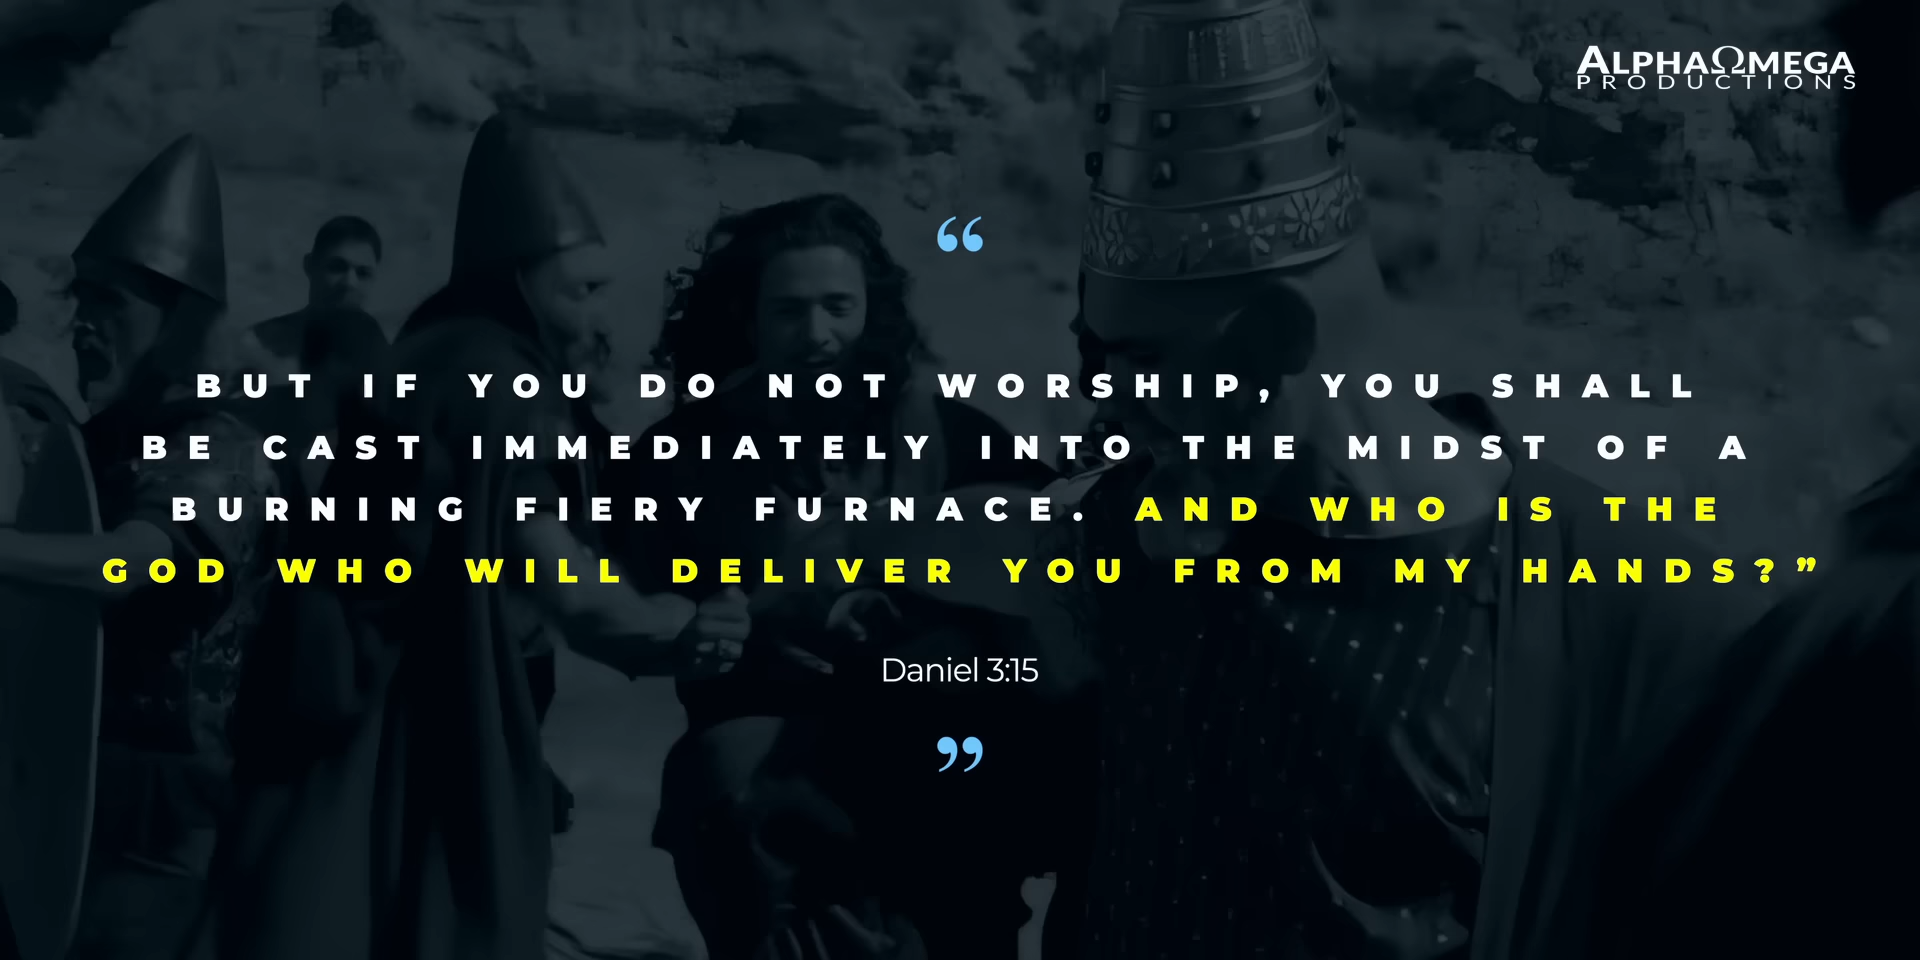 ALPHAΩMEGA
PRODUCTIONS
“
BUT IF YOU DO NOT WORSHIP, YOU SHALL
BE CAST IMMEDIATELY INTO THE MIDST OF A
BURNING FIERY FURNACE. AND WHO IS THE
GOD WHO WILL DELIVER YOU FROM MY HANDS?”
Daniel 3:15
”